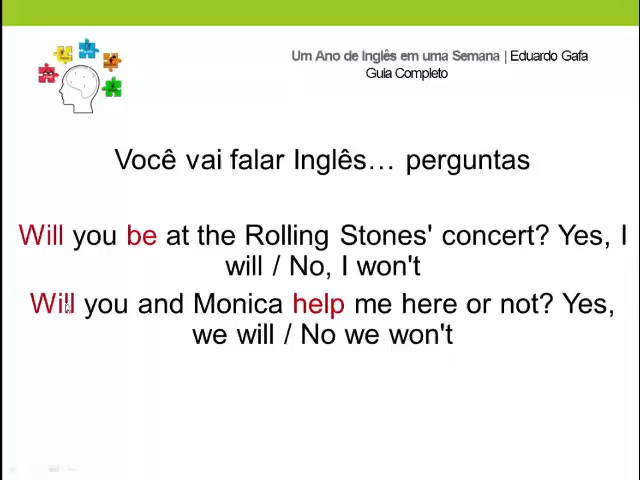 Um Ano de Inglês em uma Semana | Eduardo Gafa
Guia Completo
Você vai falar Inglês… perguntas
Will you be at the Rolling Stones' concert? Yes, I
will / No, I won't
Will you and Monica help me here or not? Yes,
we will / No we won't